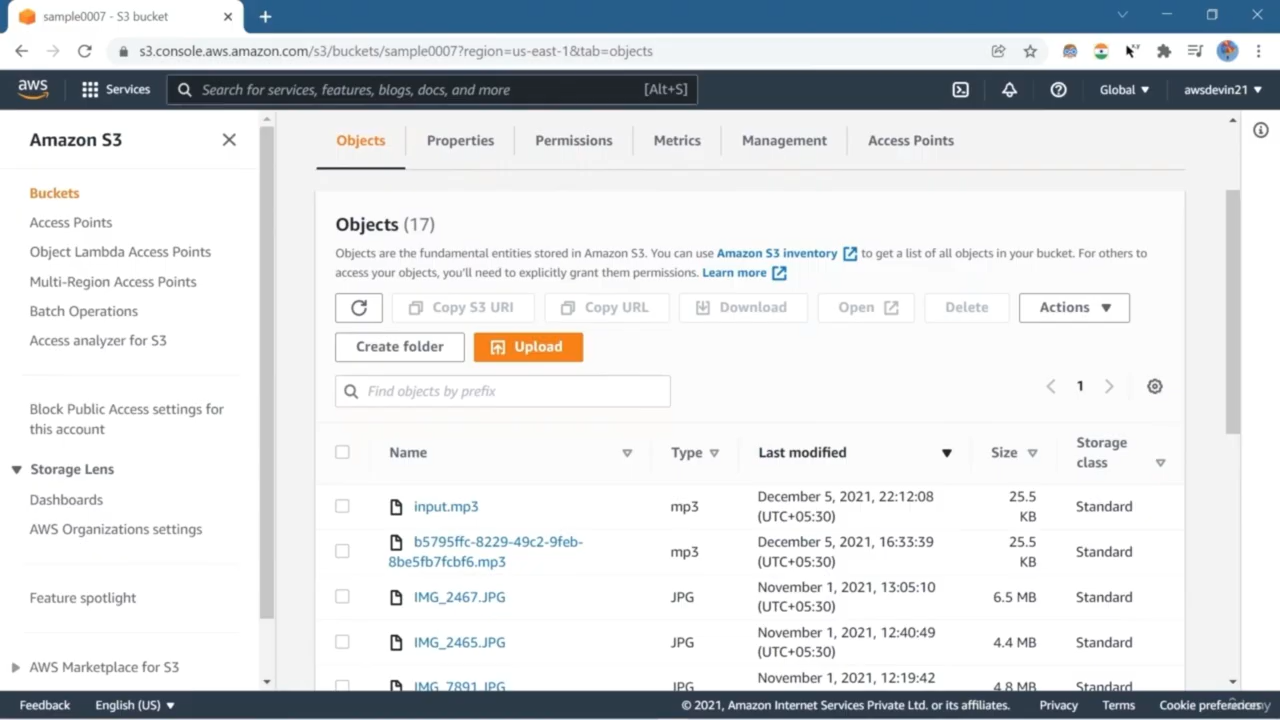 sample0007 - S3 bucket
s3.console.aws.amazon.com/s3/buckets/sample0007?region=us-east-1&tab=objects
aws
Services
Search for services, features, blogs, docs, and more
[Alt+S]
Global
awsdevin21
Amazon S3
Buckets
Access Points
Object Lambda Access Points
Multi-Region Access Points
Batch Operations
Access analyzer for S3
Block Public Access settings for
this account
Storage Lens
Dashboards
AWS Organizations settings
Feature spotlight
AWS Marketplace for S3
Objects
Properties
Permissions
Metrics
Management
Access Points
Objects (17)
Objects are the fundamental entities stored in Amazon S3. You can use Amazon S3 inventory to get a list of all objects in your bucket. For others to
access your objects, you'll need to explicitly grant them permissions. Learn more
Copy S3 URI
Copy URL
Download
Open
Delete
Actions
Create folder
Upload
Find objects by prefix
1
Name
Type
Last modified
Size
Storage
class
input.mp3
mp3
December 5, 2021, 22:12:08
(UTC+05:30)
25.5
KB
Standard
b5795ffc-8229-49c2-9feb-
8be5fb7fcbf6.mp3
mp3
December 5, 2021, 16:33:39
(UTC+05:30)
25.5
KB
Standard
IMG_2467.JPG
JPG
November 1, 2021, 13:05:10
(UTC+05:30)
6.5 MB
Standard
IMG_2465.JPG
JPG
November 1, 2021, 12:40:49
(UTC+05:30)
4.4 MB
Standard
IMG_7891.JPG
JPG
November 1, 2021, 12:19:42
4.8 MB
Standard
Feedback
English (US)
© 2021, Amazon Internet Services Private Ltd. or its affiliates.
Privacy
Terms
Cookie preferences